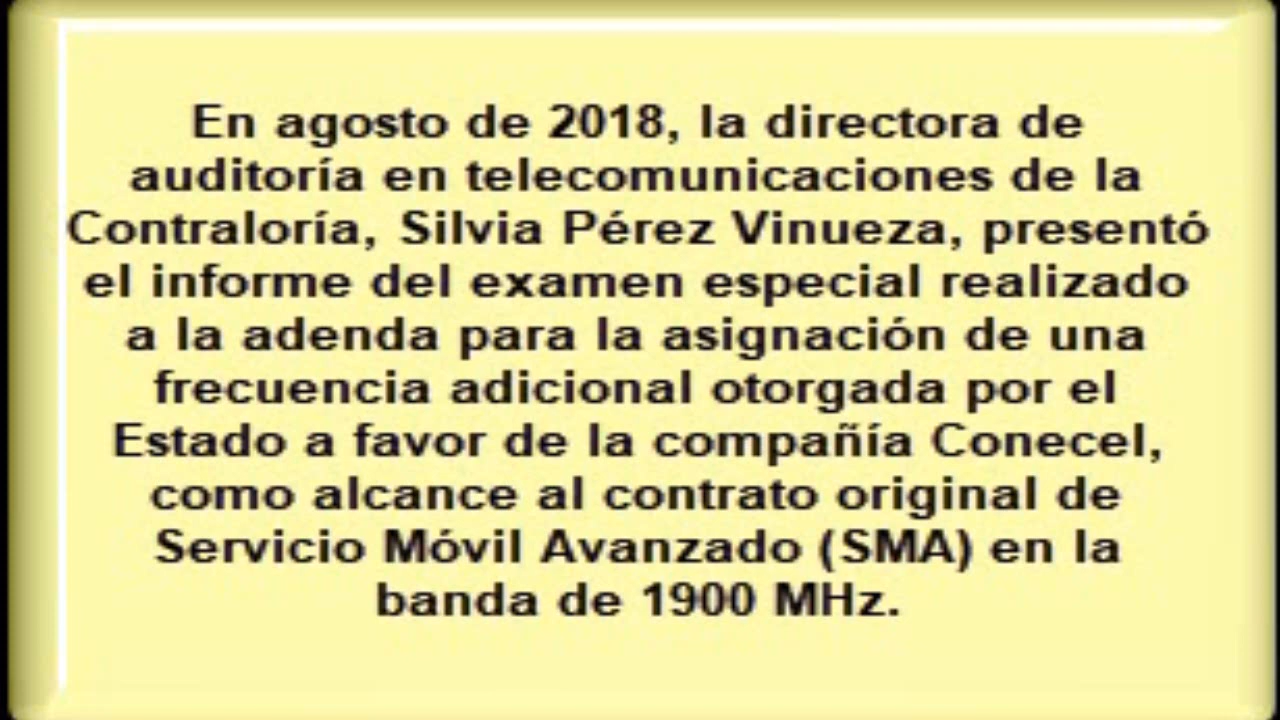 En agosto de 2018, la directora de
auditoría en telecomunicaciones de la
Contraloría, Silvia Pérez Vinueza, presentó
el informe del examen especial realizado
a la adenda para la asignación de una
frecuencia adicional otorgada por el
Estado a favor de la compañía Conecel,
como alcance al contrato original de
Servicio Móvil Avanzado (SMA) en la
banda de 1900 MHz.